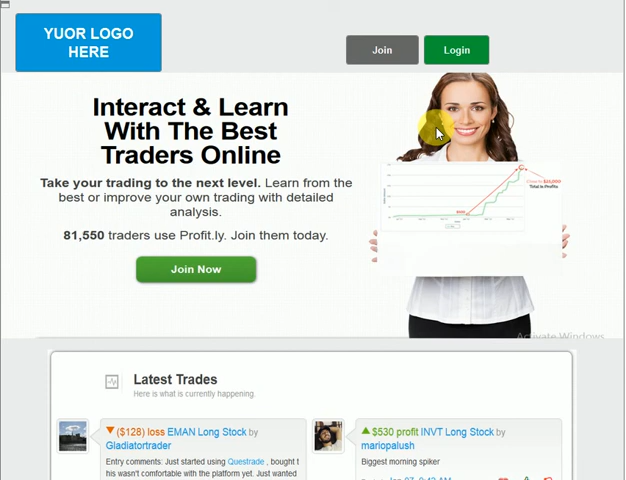 YUOR LOGO
HERE
Join
Login
Interact & Learn
With The Best
Traders Online
Take your trading to the next level. Learn from the
best or improve your own trading with detailed
analysis.
81,550 traders use Profit.ly. Join them today.
Join Now
Activate Windows
Latest Trades
Here is what is currently happening.
($128) loss EMAN Long Stock by
Gladiatortrader
Entry comments: Just started using Questrade , bought t
his wasn't comfortable with the platform yet. Just wanted
$530 profit INVT Long Stock by
mariopalush
Biggest morning spiker